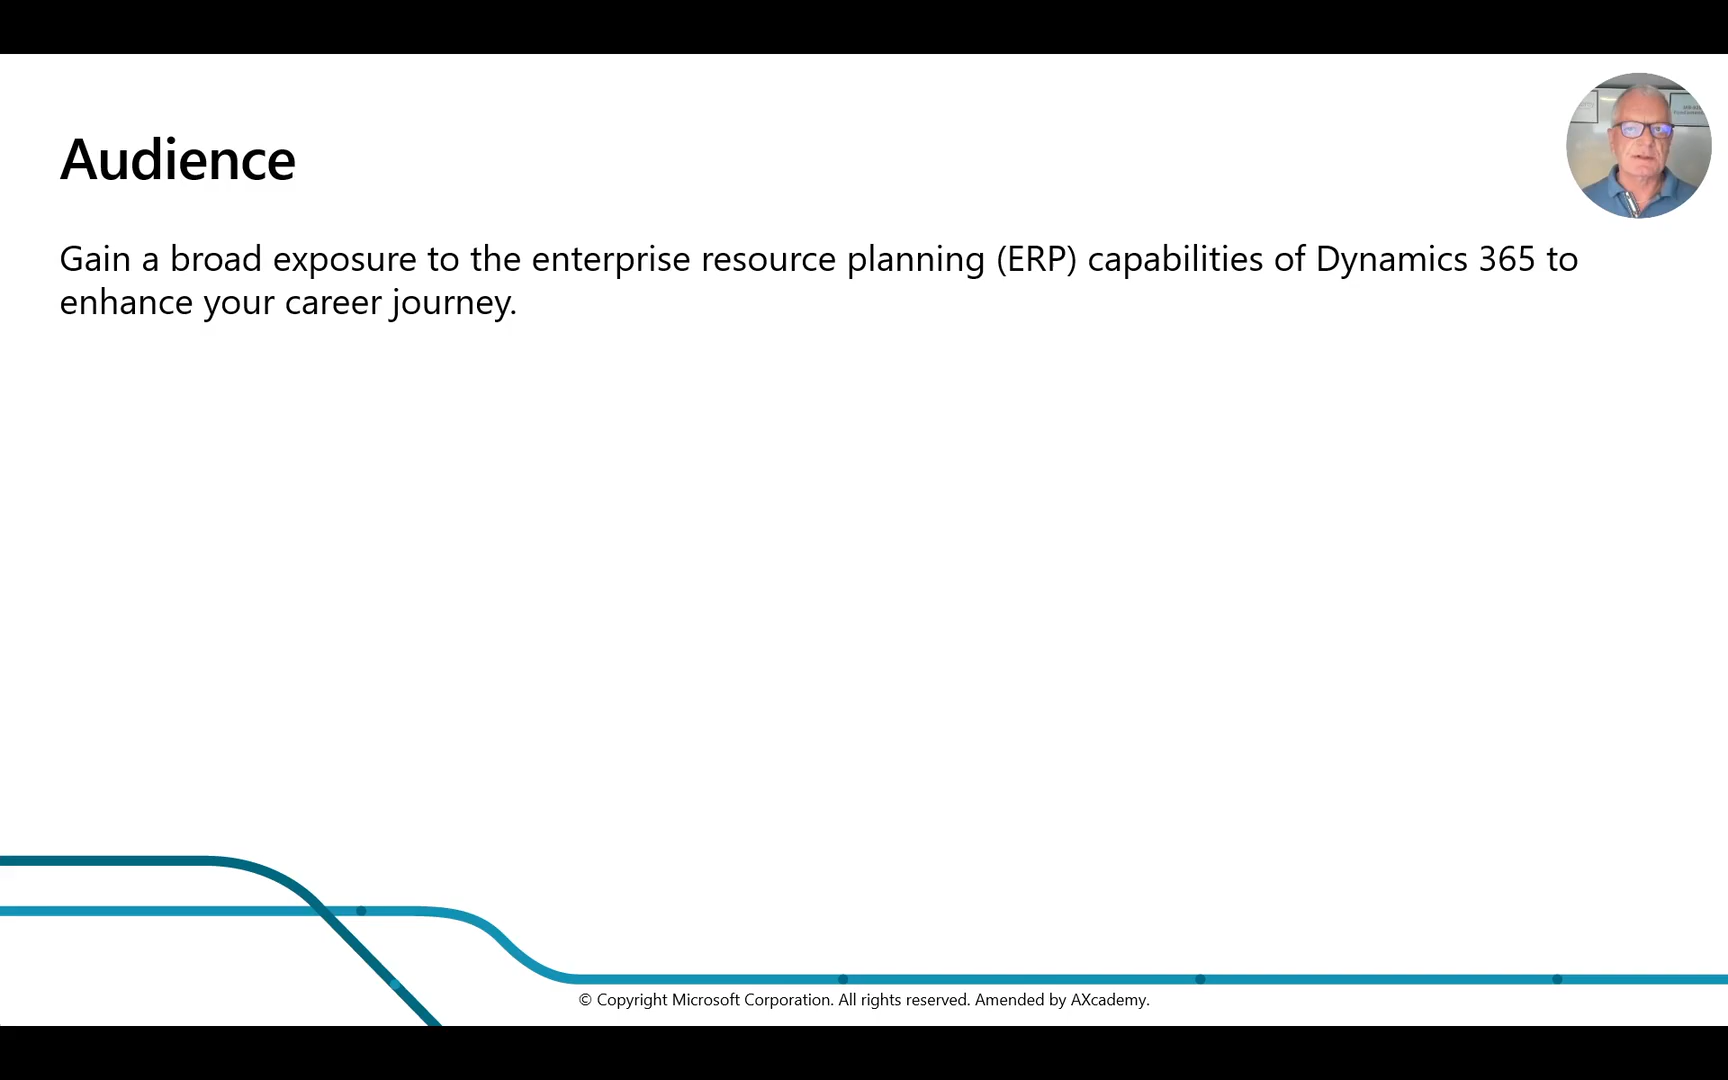 Audience
Gain a broad exposure to the enterprise resource planning (ERP) capabilities of Dynamics 365 to
enhance your career journey.
© Copyright Microsoft Corporation. All rights reserved. Amended by AXcademy.